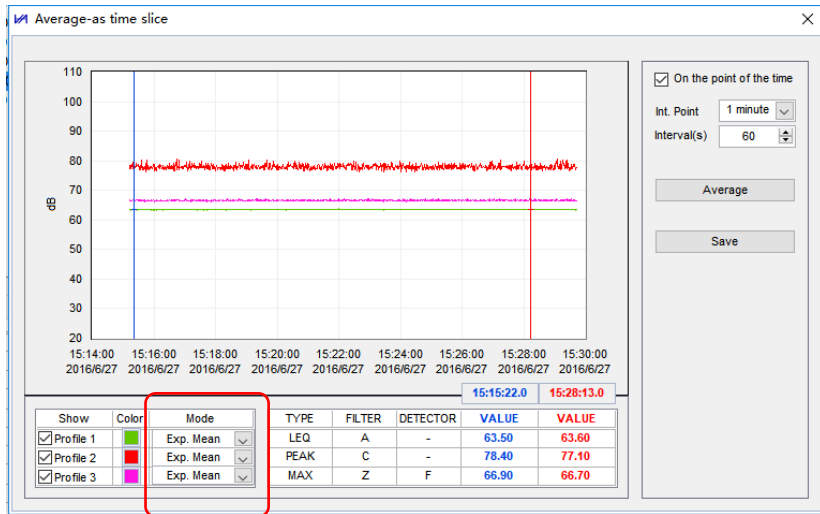 Average-as time slice
110
100
90
80
70
60
50
40
30
20
dB
15:14:00 15:16:00 15:18:00 15:20:00 15:22:00 15:24:00 15:26:00 15:28:00 15:30:00
2016/6/27 2016/6/27 2016/6/27 2016/6/27 2016/6/27 2016/6/27 2016/6/27 2016/6/27 2016/6/27
15:15:22.0 15:28:13.0
Show Color Mode TYPE FILTER DETECTOR VALUE VALUE
Profile 1 Exp. Mean LEQ A - 63.50 63.60
Profile 2 Exp. Mean PEAK C - 78.40 77.10
Profile 3 Exp. Mean MAX Z F 66.90 66.70
On the point of the time
Int. Point 1 minute
Interval(s) 60
Average
Save